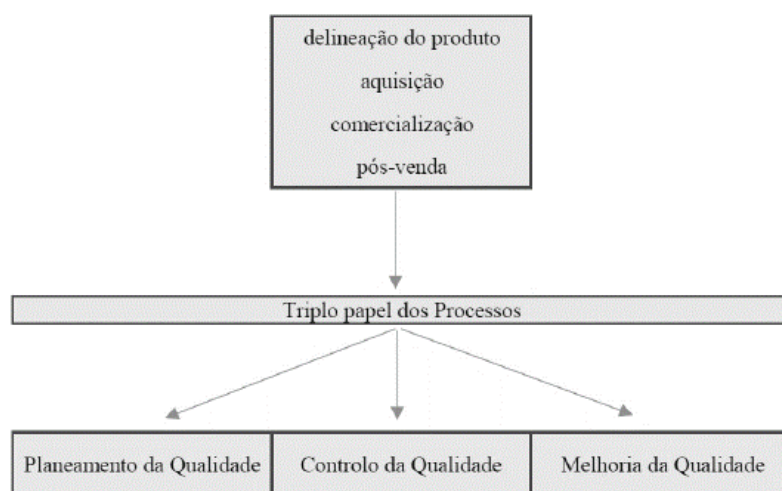 delineação do produto
aquisição
comercialização
pós-venda
Triplo papel dos Processos
Planeamento da Qualidade
Controlo da Qualidade
Melhoria da Qualidade